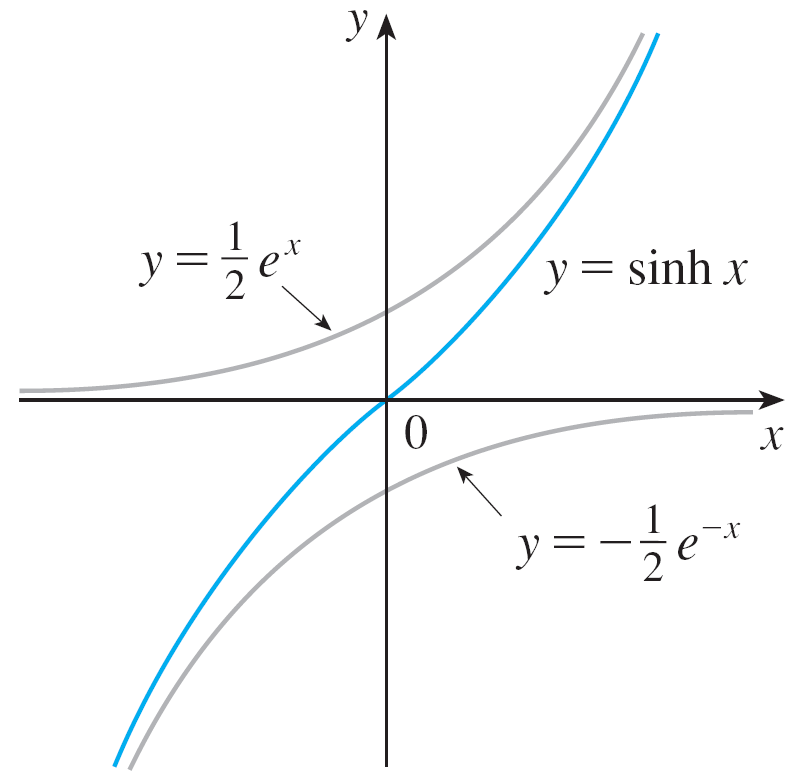 y
y = 1/2 e^x
y = sinh x
0
x
y = −1/2 e^−x